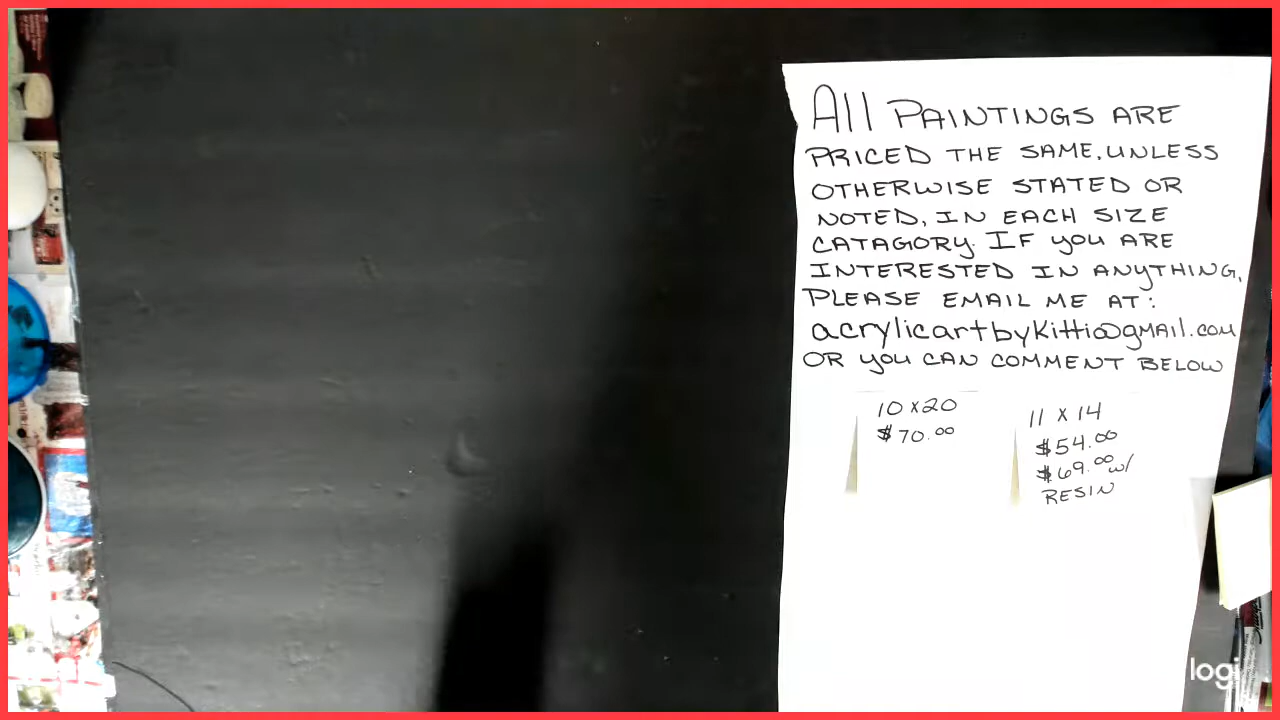 All PAINTINGS ARE
PRICED THE SAME, UNLESS
OTHERWISE STATED OR
NOTED, IN EACH SIZE
CATAGORY. IF YOU ARE
INTERESTED IN ANYTHING,
PLEASE EMAIL ME AT:
acrylicartbykitti@gmail.com
OR YOU CAN COMMENT BELOW
10 x 20
$70.00
11 x 14
$54.00
$69.00 w/
RESIN
logi